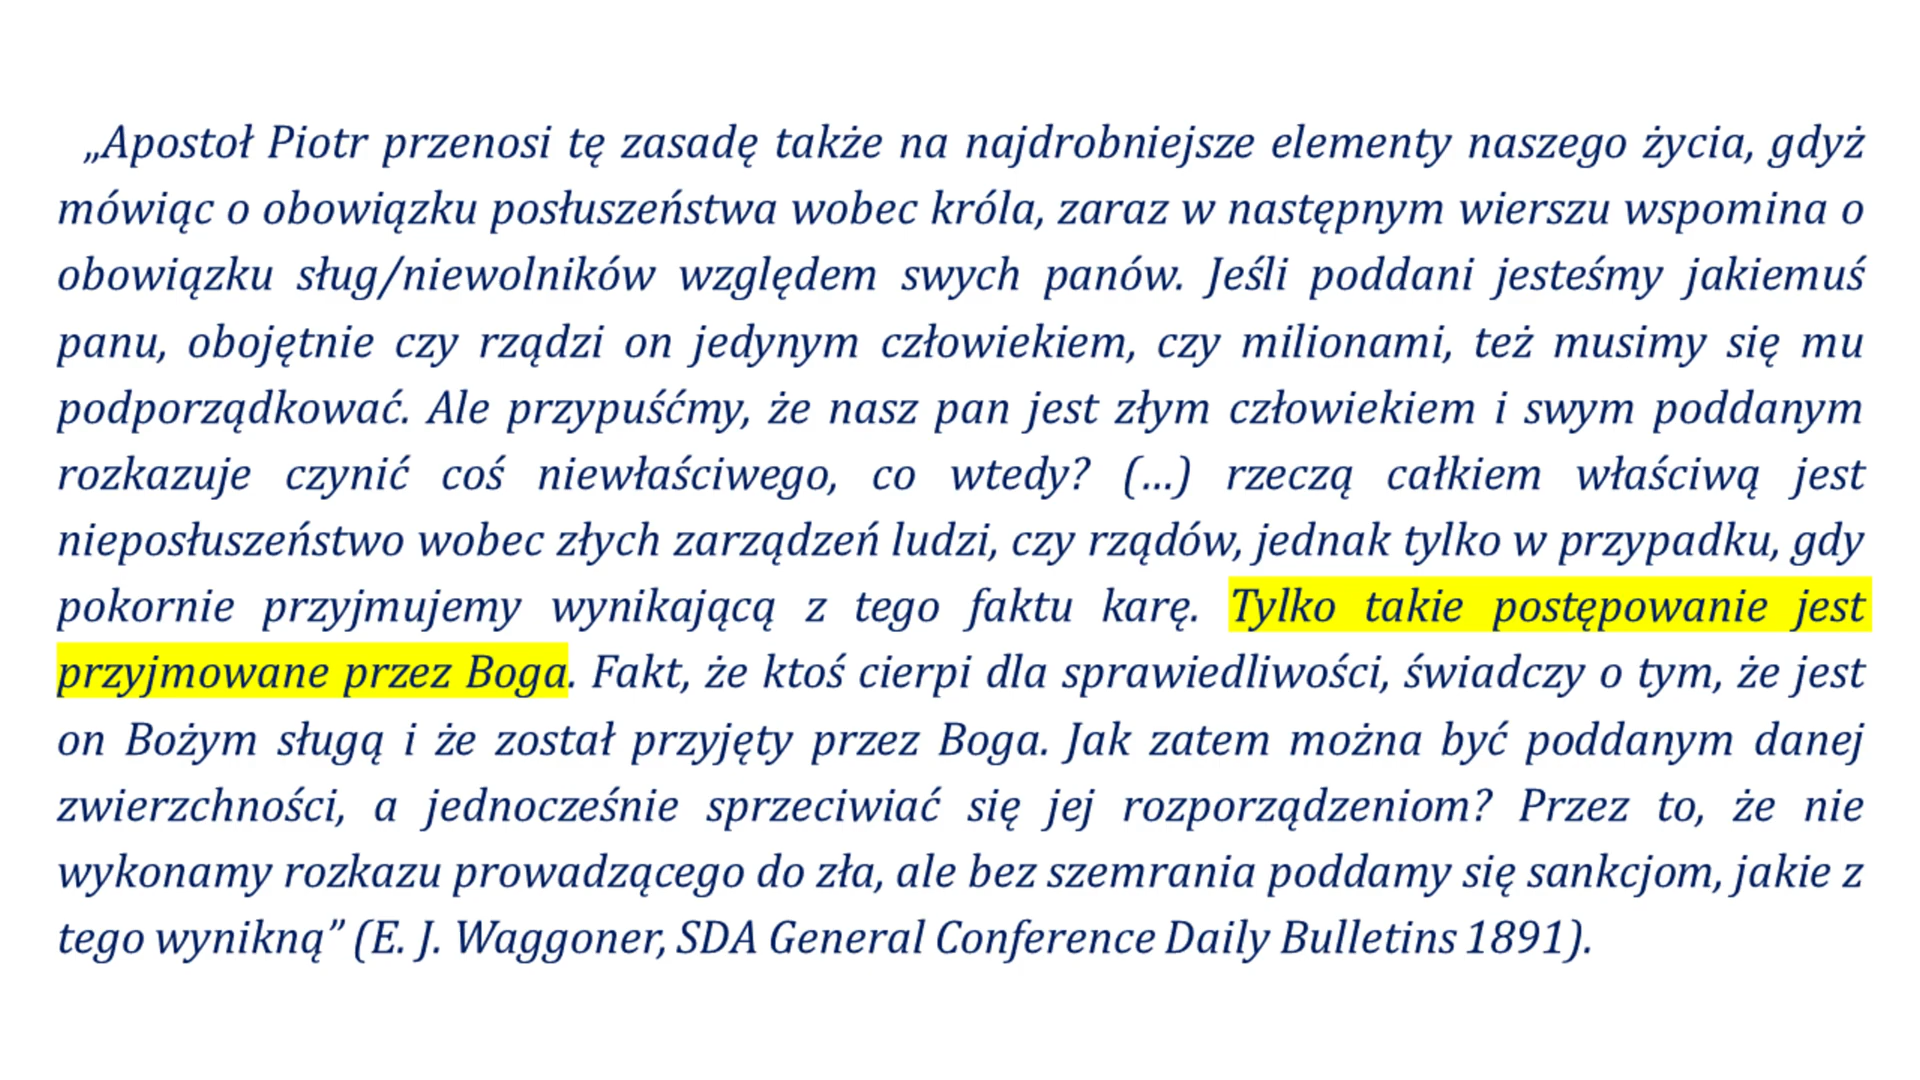 „Apostoł Piotr przenosi tę zasadę także na najdrobniejsze elementy naszego życia, gdyż
mówiąc o obowiązku posłuszeństwa wobec króla, zaraz w następnym wierszu wspomina o
obowiązku sług/niewolników względem swych panów. Jeśli poddani jesteśmy jakiemuś
panu, obojętnie czy rządzi on jedynym człowiekiem, czy milionami, też musimy się mu
podporządkować. Ale przypuśćmy, że nasz pan jest złym człowiekiem i swym poddanym
rozkazuje czynić coś niewłaściwego, co wtedy? (...) rzeczą całkiem właściwą jest
nieposłuszeństwo wobec złych zarządzeń ludzi, czy rządów, jednak tylko w przypadku, gdy
pokornie przyjmujemy wynikającą z tego faktu karę. Tylko takie postępowanie jest
przyjmowane przez Boga. Fakt, że ktoś cierpi dla sprawiedliwości, świadczy o tym, że jest
on Bożym sługą i że został przyjęty przez Boga. Jak zatem można być poddanym danej
zwierzchności, a jednocześnie sprzeciwiać się jej rozporządzeniom? Przez to, że nie
wykonamy rozkazu prowadzącego do zła, ale bez szemrania poddamy się sankcjom, jakie z
tego wynikną” (E. J. Waggoner, SDA General Conference Daily Bulletins 1891).